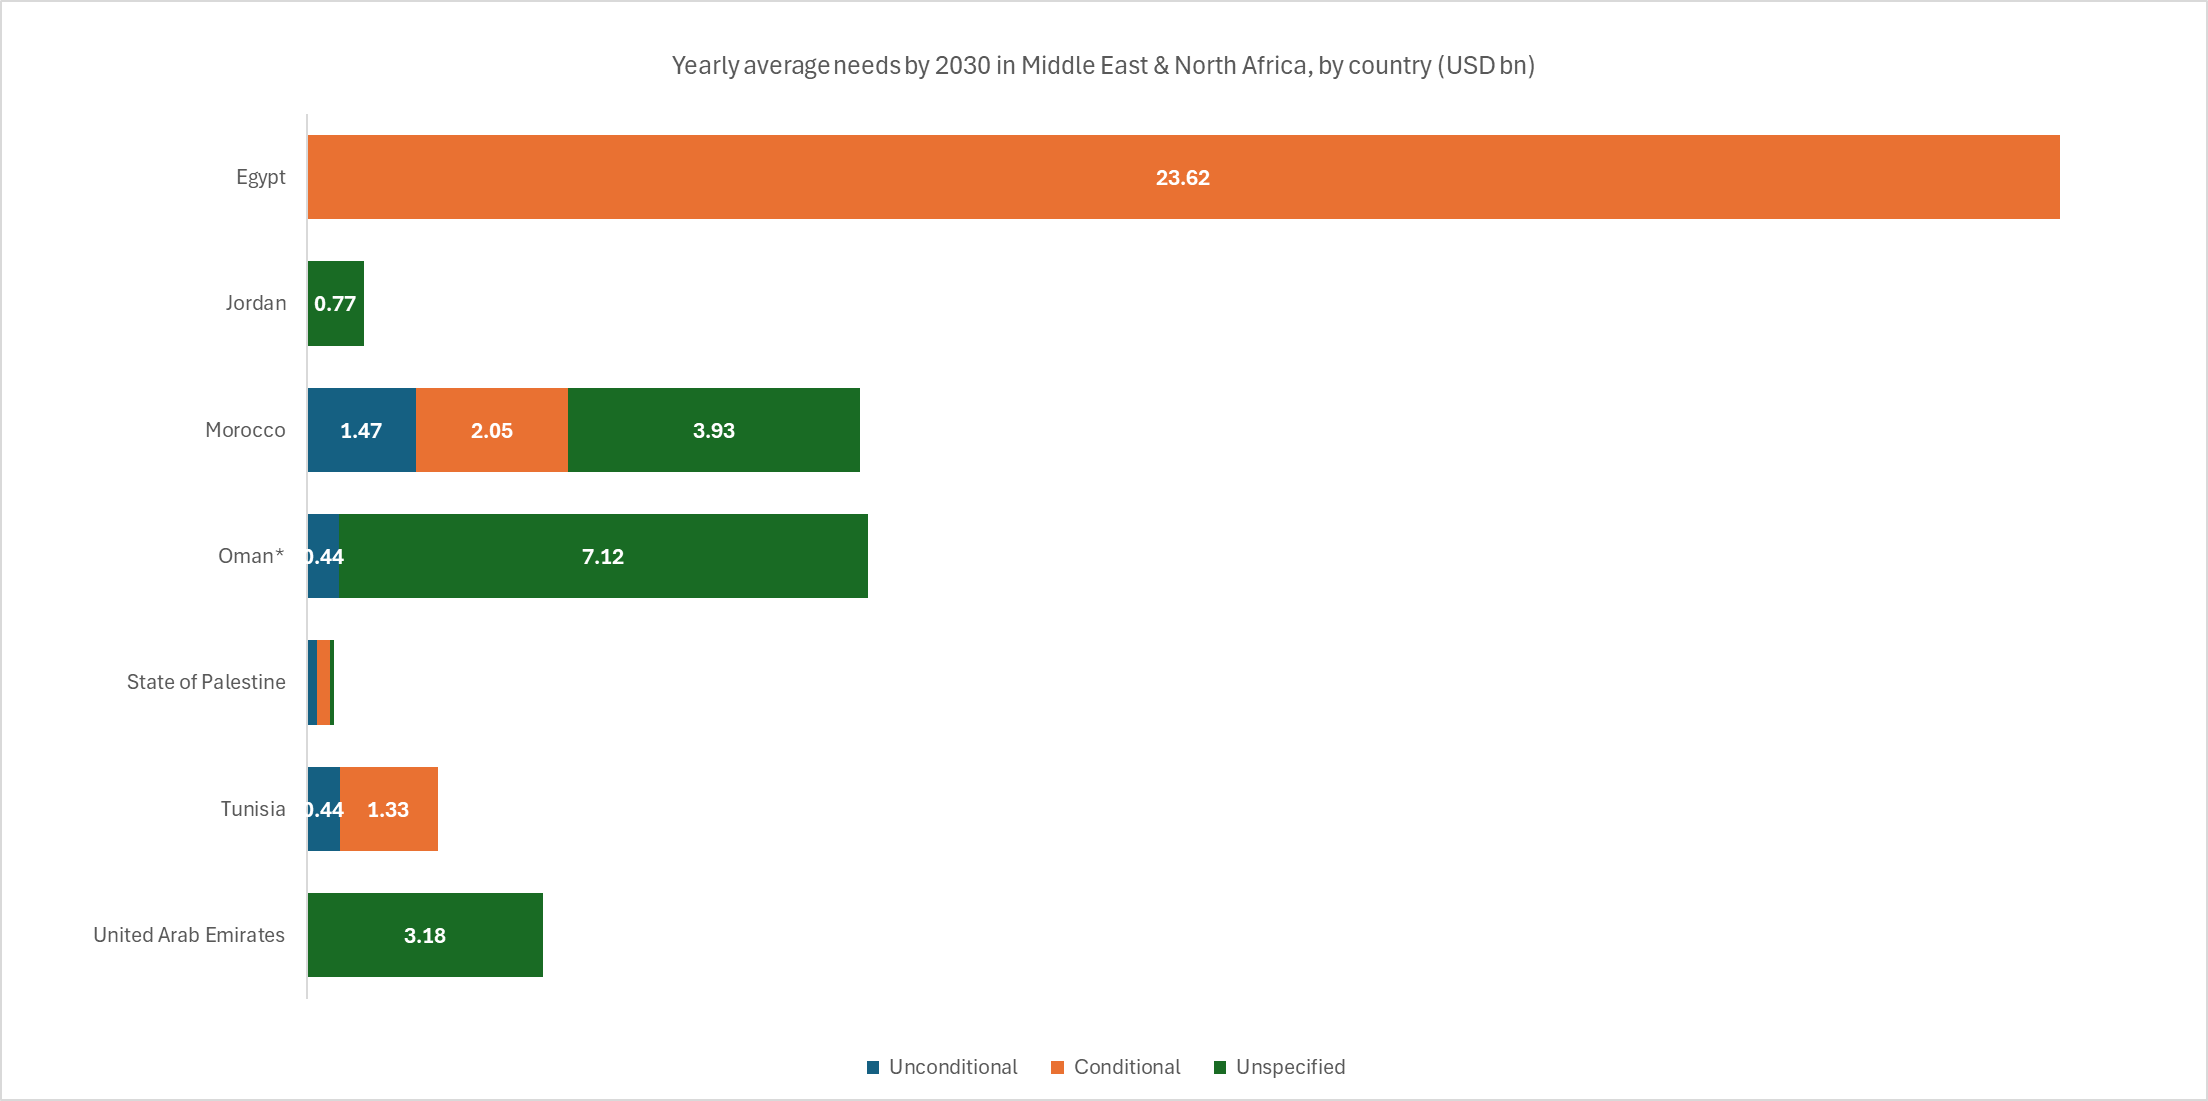 Yearly average needs by 2030 in Middle East & North Africa, by country (USD bn)
Egypt 23.62
Jordan 0.77
Morocco 1.47 2.05 3.93
Oman* 0.44 7.12
State of Palestine
Tunisia 0.44 1.33
United Arab Emirates 3.18
Unconditional Conditional Unspecified